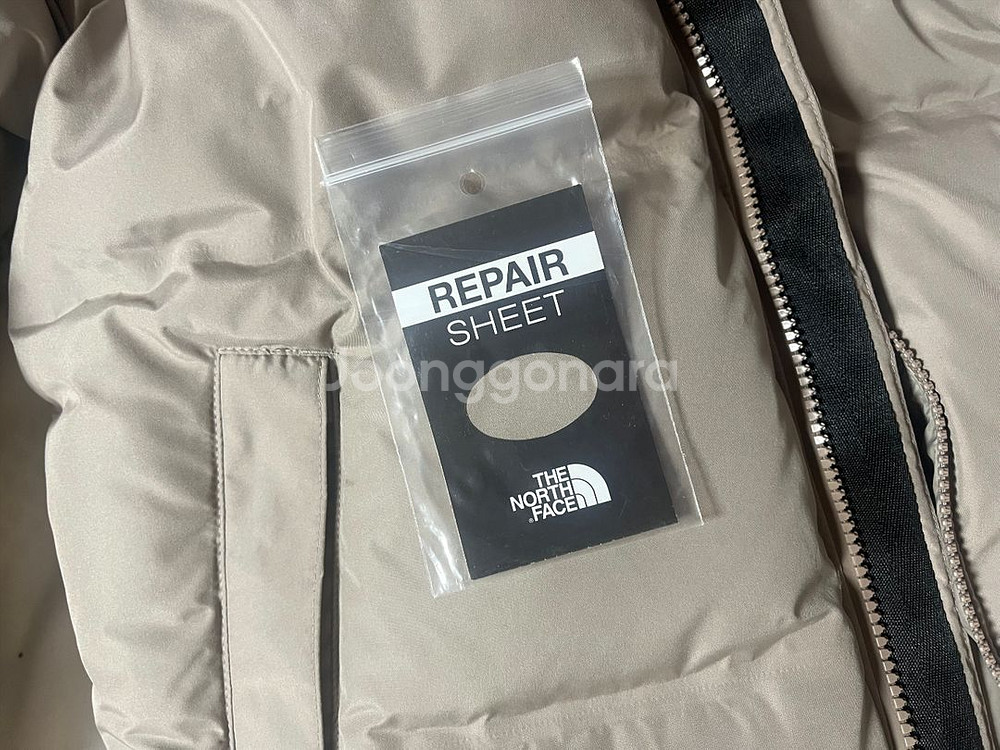 REPAIR
SHEET
Joonggonara
THE
NORTH
FACE